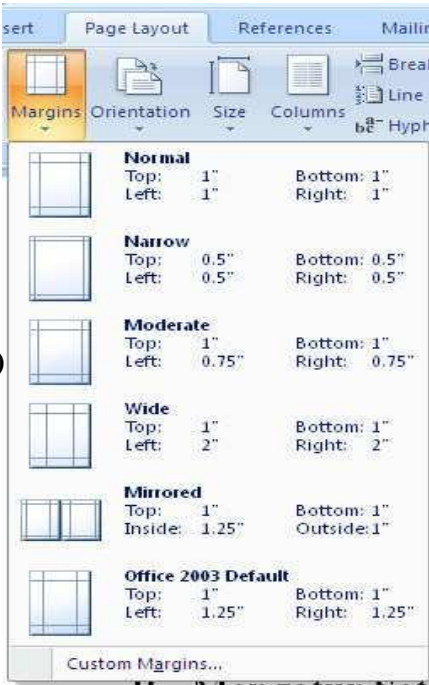 sert Page Layout References Mailin
Margins Orientation Size Columns Breal
Line
Hyph
Normal
Top: 1" Bottom: 1"
Left: 1" Right: 1"
Narrow
Top: 0.5" Bottom: 0.5"
Left: 0.5" Right: 0.5"
Moderate
Top: 1" Bottom: 1"
Left: 0.75" Right: 0.75"
Wide
Top: 1" Bottom: 1"
Left: 2" Right: 2"
Mirrored
Top: 1" Bottom: 1"
Inside: 1.25" Outside: 1"
Office 2003 Default
Top: 1" Bottom: 1"
Left: 1.25" Right: 1.25"
Custom Margins...